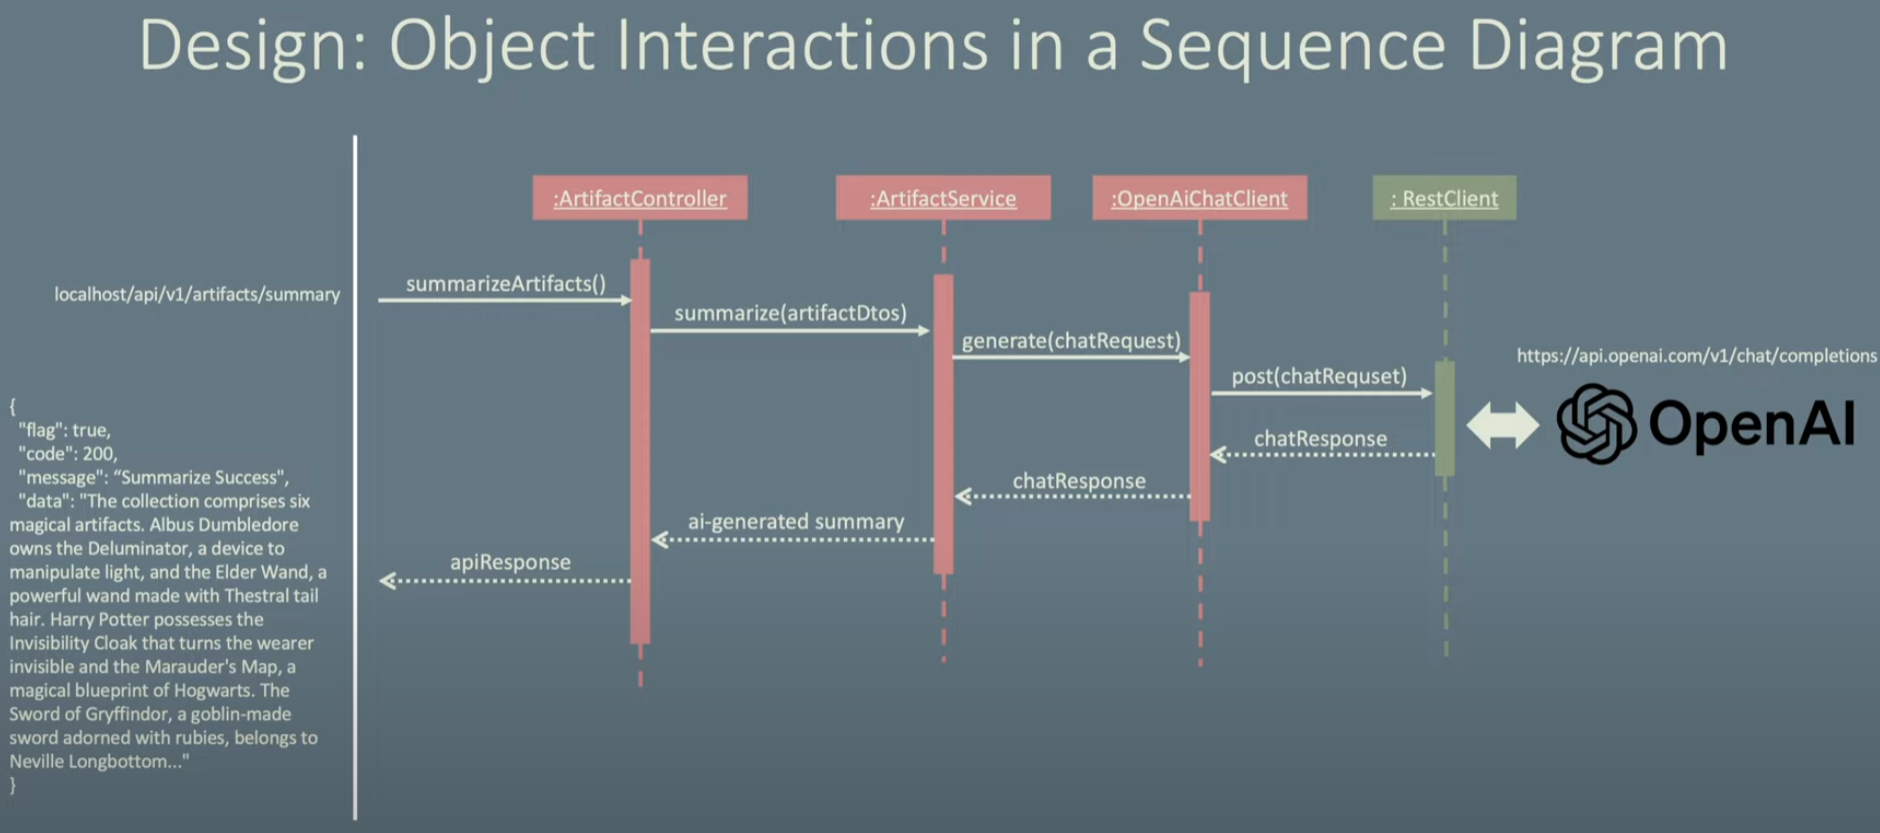 Design: Object Interactions in a Sequence Diagram
:ArtifactController
:ArtifactService
:OpenAiChatClient
: RestClient
localhost/api/v1/artifacts/summary
summarizeArtifacts()
summarize(artifactDtos)
generate(chatRequest)
post(chatRequset)
https://api.openai.com/v1/chat/completions
OpenAI
chatResponse
chatResponse
ai-generated summary
apiResponse
{
"flag": true,
"code": 200,
"message": “Summarize Success",
"data": "The collection comprises six
magical artifacts. Albus Dumbledore
owns the Deluminator, a device to
manipulate light, and the Elder Wand, a
powerful wand made with Thestral tail
hair. Harry Potter possesses the
Invisibility Cloak that turns the wearer
invisible and the Marauder's Map, a
magical blueprint of Hogwarts. The
Sword of Gryffindor, a goblin-made
sword adorned with rubies, belongs to
Neville Longbottom..."
}